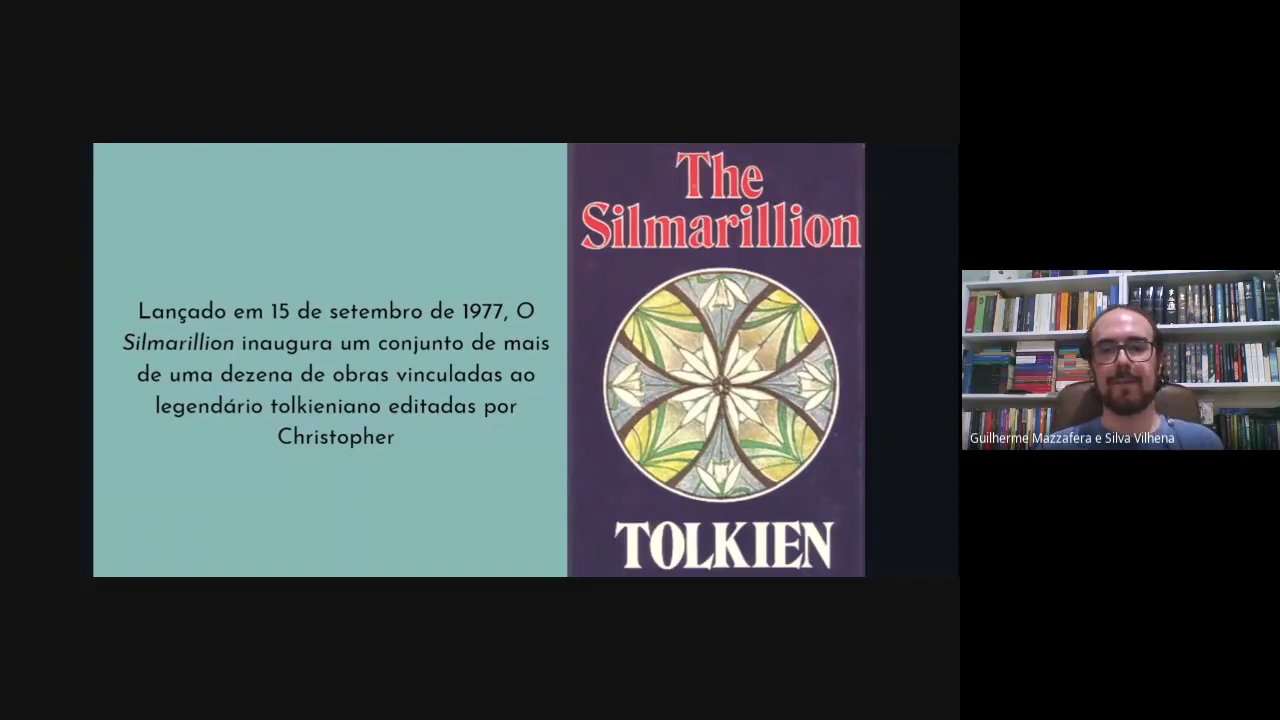 Lançado em 15 de setembro de 1977, O
Silmarillion inaugura um conjunto de mais
de uma dezena de obras vinculadas ao
legendário tolkieniano editadas por
Christopher
The
Silmarillion
TOLKIEN
Guilherme Mazzafera e Silva Vilhena